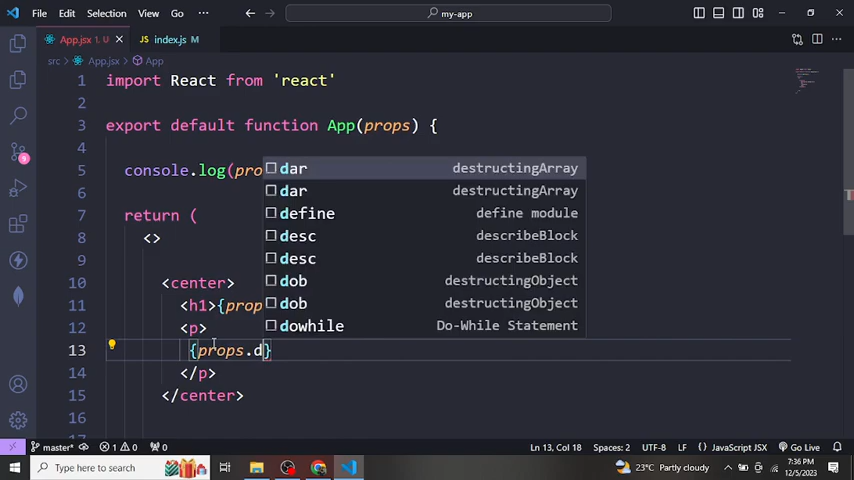 File Edit Selection View Go ··· my-app
App.jsx 1, U JS index.js M
src > App.jsx > App
1 import React from 'react'
2
3 export default function App(props) {
4
5 console.log(pro
6
7 return (
8 <>
9
10 <center>
11 <h1>{prop
12 <p>
13 {props.d}
</p>
15 </center>
16
dar destructingArray
dar destructingArray
define define module
desc describeBlock
desc describeBlock
dob destructingObject
dob destructingObject
dowhile Do-While Statement
master* 1 0 0 Ln 13, Col 18 Spaces: 2 UTF-8 LF {} JavaScript JSX Go Live
Type here to search 23°C Partly cloudy 7:36 PM
12/5/2023